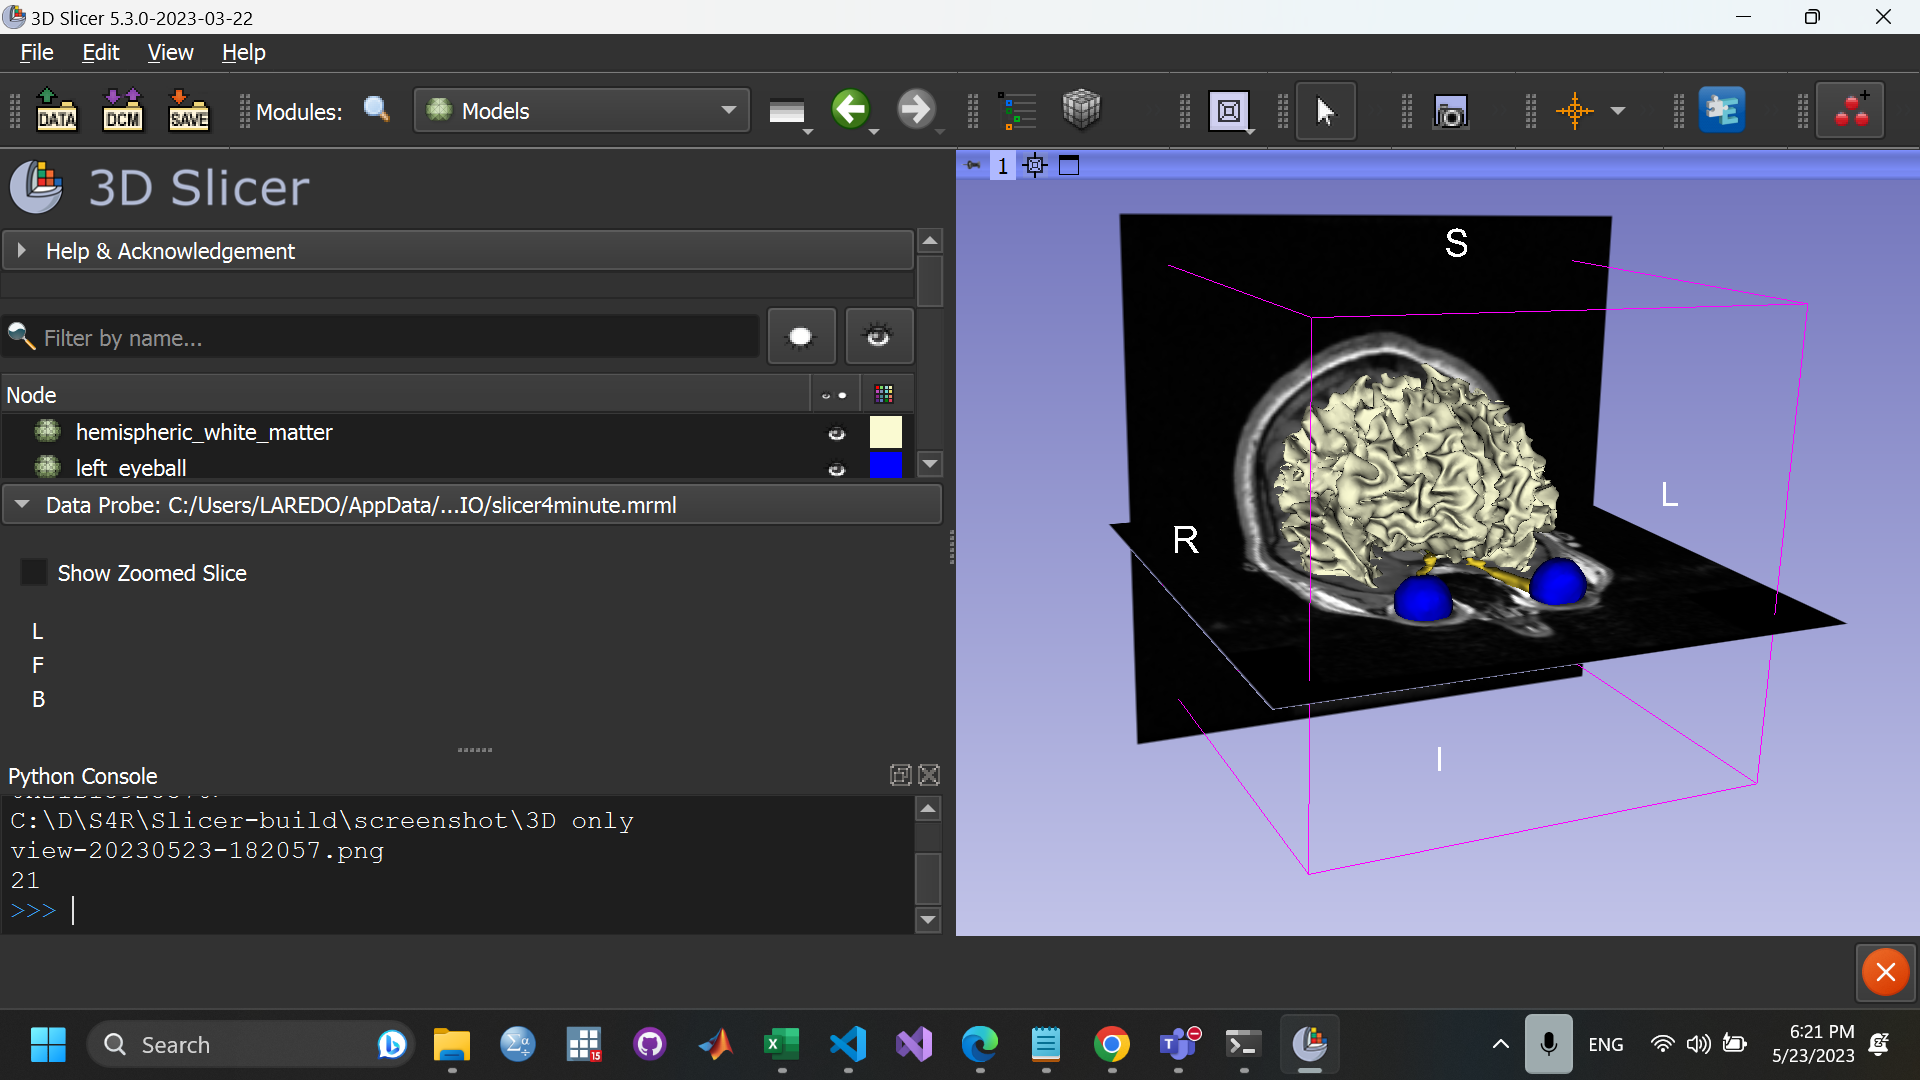 3D Slicer 5.3.0-2023-03-22
File Edit View Help
DATA DCM SAVE Modules: Models
1
3D Slicer
Help & Acknowledgement
Filter by name...
Node
hemispheric_white_matter
left_eyeball
Data Probe: C:/Users/LAREDO/AppData/...IO/slicer4minute.mrml
Show Zoomed Slice
L
F
B
Python Console
C:\D\S4R\Slicer-build\screenshot\3D only
view-20230523-182057.png
21
>>>
S
R
L
I
Search
15
ENG
6:21 PM
5/23/2023